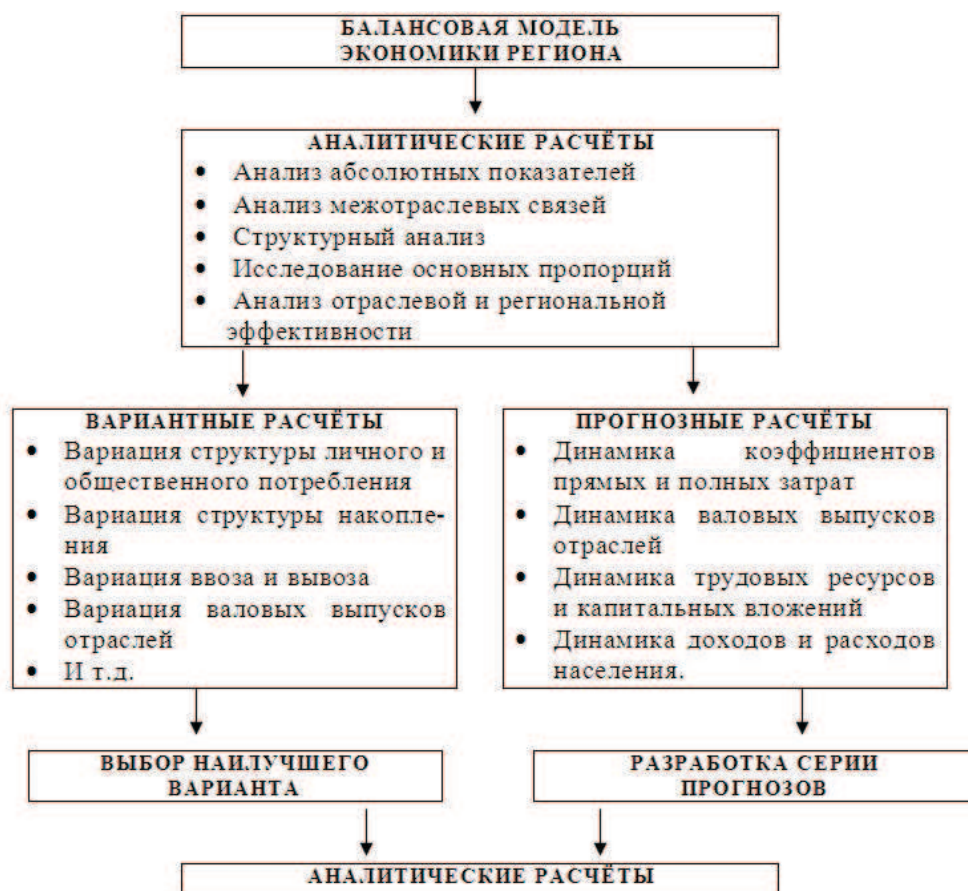 БАЛАНСОВАЯ МОДЕЛЬ
ЭКОНОМИКИ РЕГИОНА
АНАЛИТИЧЕСКИЕ РАСЧЁТЫ
• Анализ абсолютных показателей
• Анализ межотраслевых связей
• Структурный анализ
• Исследование основных пропорций
• Анализ отраслевой и региональной
эффективности
ВАРИАНТНЫЕ РАСЧЁТЫ
• Вариация структуры личного и
общественного потребления
• Вариация структуры накопле-
ния
• Вариация ввоза и вывоза
• Вариация валовых выпусков
отраслей
• И т.д.
ПРОГНОЗНЫЕ РАСЧЁТЫ
• Динамика коэффициентов
прямых и полных затрат
• Динамика валовых выпусков
отраслей
• Динамика трудовых ресурсов
и капитальных вложений
• Динамика доходов и расходов
населения.
ВЫБОР НАИЛУЧШЕГО
ВАРИАНТА
РАЗРАБОТКА СЕРИИ
ПРОГНОЗОВ
АНАЛИТИЧЕСКИЕ РАСЧЁТЫ